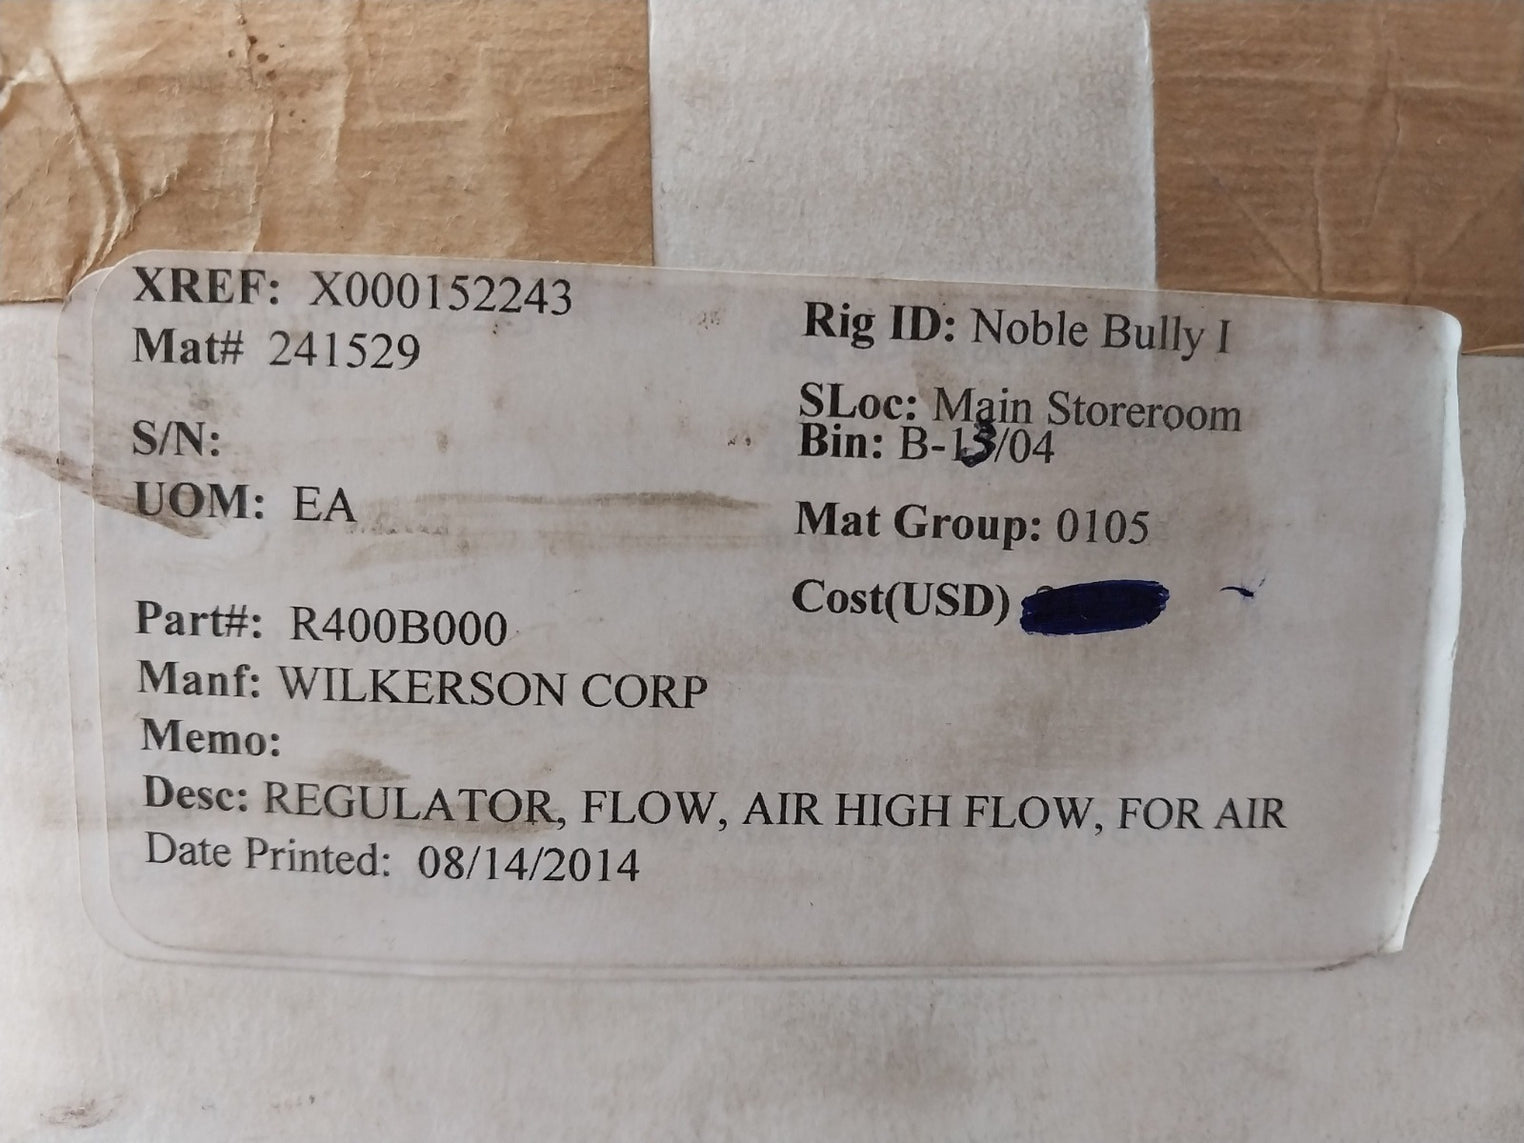 XREF: X000152243
Mat# 241529
S/N:
UOM: EA
Part#: R400B000
Manf: WILKERSON CORP
Memo:
Desc: REGULATOR, FLOW, AIR HIGH FLOW, FOR AIR
Date Printed: 08/14/2014
Rig ID: Noble Bully I
SLoc: Main Storeroom
Bin: B-13/04
Mat Group: 0105
Cost(USD)